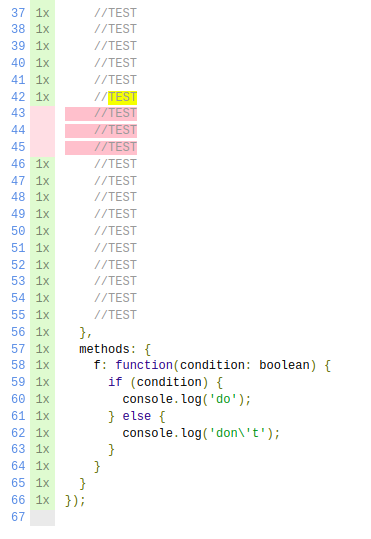 37 1x //TEST
38 1x //TEST
39 1x //TEST
40 1x //TEST
41 1x //TEST
42 1x //TEST
43 //TEST
44 //TEST
45 //TEST
46 1x //TEST
47 1x //TEST
48 1x //TEST
49 1x //TEST
50 1x //TEST
51 1x //TEST
52 1x //TEST
53 1x //TEST
54 1x //TEST
55 1x //TEST
56 1x },
57 1x methods: {
58 1x f: function(condition: boolean) {
59 1x if (condition) {
60 1x console.log('do');
61 1x } else {
62 1x console.log('don\'t');
63 1x }
64 1x }
65 1x }
66 1x });
67